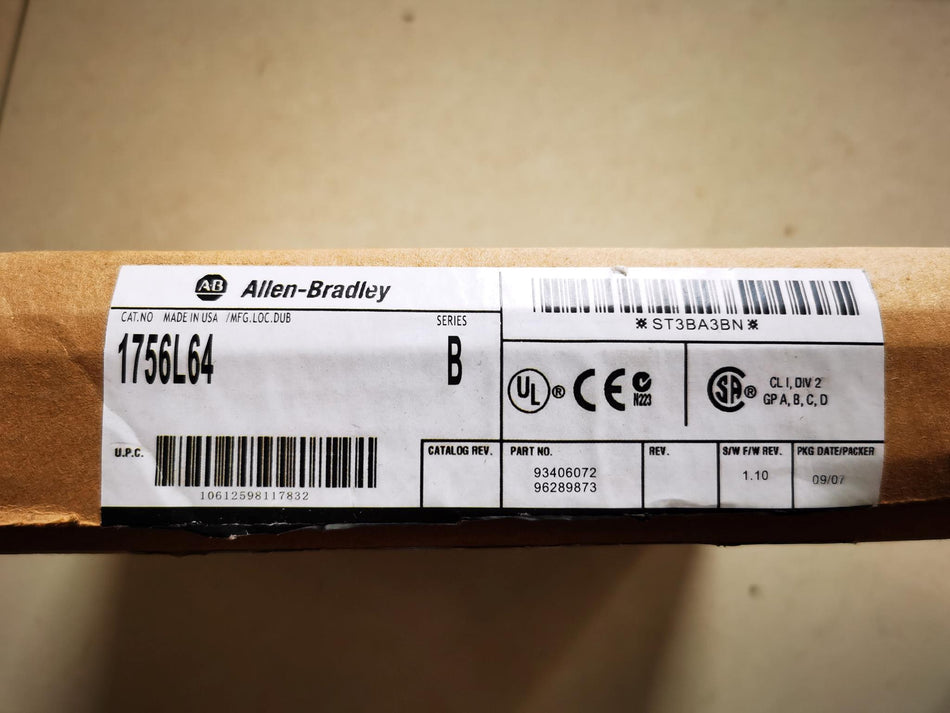 AB Allen-Bradley
CAT.NO MADE IN USA /MFG.LOC.DUB SERIES
1756L64 B
U.P.C.
10612598117832
CATALOG REV.
✳ST3BA3BN✳
UL® CE N223
SA® CL I, DIV 2
GP A, B, C, D
PART NO.
93406072
96289873
REV.
S/W F/W REV.
1.10
PKG DATE/PACKER
09/07